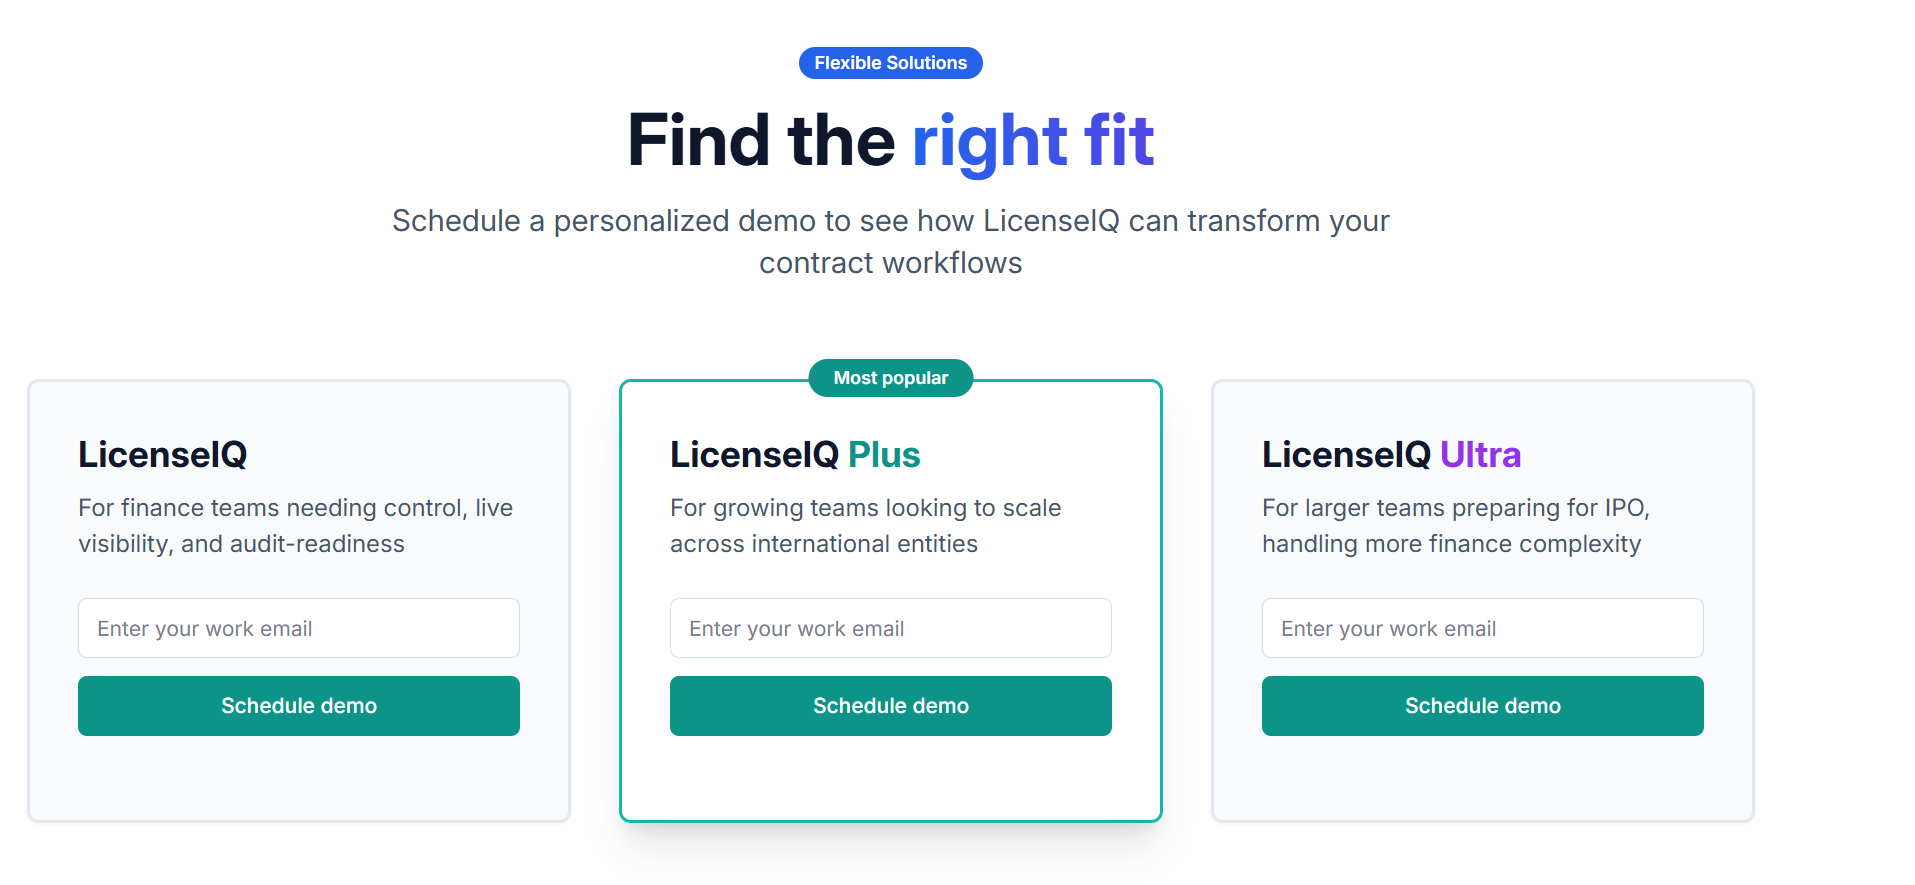 Flexible Solutions
Find the right fit
Schedule a personalized demo to see how LicenseIQ can transform your
contract workflows
LicenseIQ
For finance teams needing control, live
visibility, and audit-readiness
Enter your work email
Schedule demo
Most popular
LicenseIQ Plus
For growing teams looking to scale
across international entities
Enter your work email
Schedule demo
LicenseIQ Ultra
For larger teams preparing for IPO,
handling more finance complexity
Enter your work email
Schedule demo